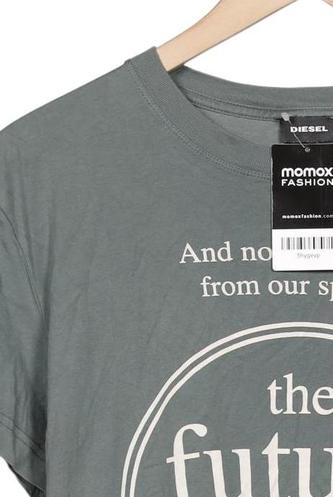 DIESEL
momox
FASHION
momoxfashion.com
And no
from our sp
the
futu